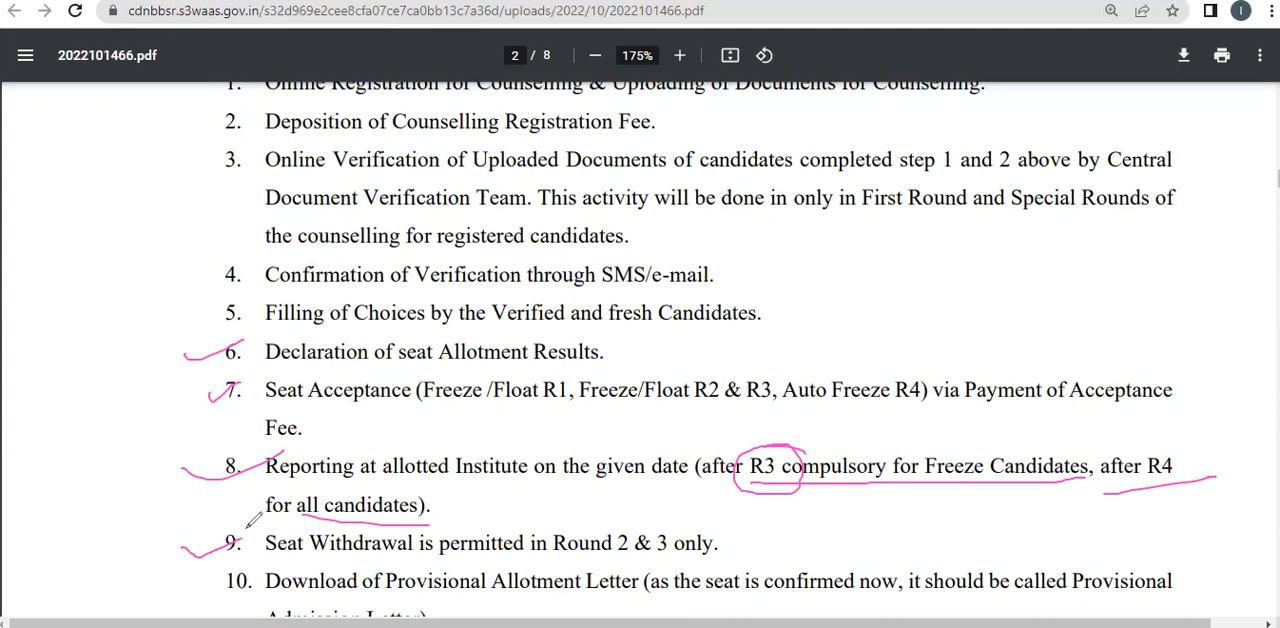 cdnbbsr.s3waas.gov.in/s32d969e2cee8cfa07ce7ca0bb13c7a36d/uploads/2022/10/2022101466.pdf
I
2022101466.pdf
2 / 8
175%
1. Online Registration for Counselling & Uploading of Documents for Counselling.
2. Deposition of Counselling Registration Fee.
3. Online Verification of Uploaded Documents of candidates completed step 1 and 2 above by Central
Document Verification Team. This activity will be done in only in First Round and Special Rounds of
the counselling for registered candidates.
4. Confirmation of Verification through SMS/e-mail.
5. Filling of Choices by the Verified and fresh Candidates.
6. Declaration of seat Allotment Results.
7. Seat Acceptance (Freeze /Float R1, Freeze/Float R2 & R3, Auto Freeze R4) via Payment of Acceptance
Fee.
8. Reporting at allotted Institute on the given date (after R3 compulsory for Freeze Candidates, after R4
for all candidates).
9. Seat Withdrawal is permitted in Round 2 & 3 only.
10. Download of Provisional Allotment Letter (as the seat is confirmed now, it should be called Provisional
Admission Letter)